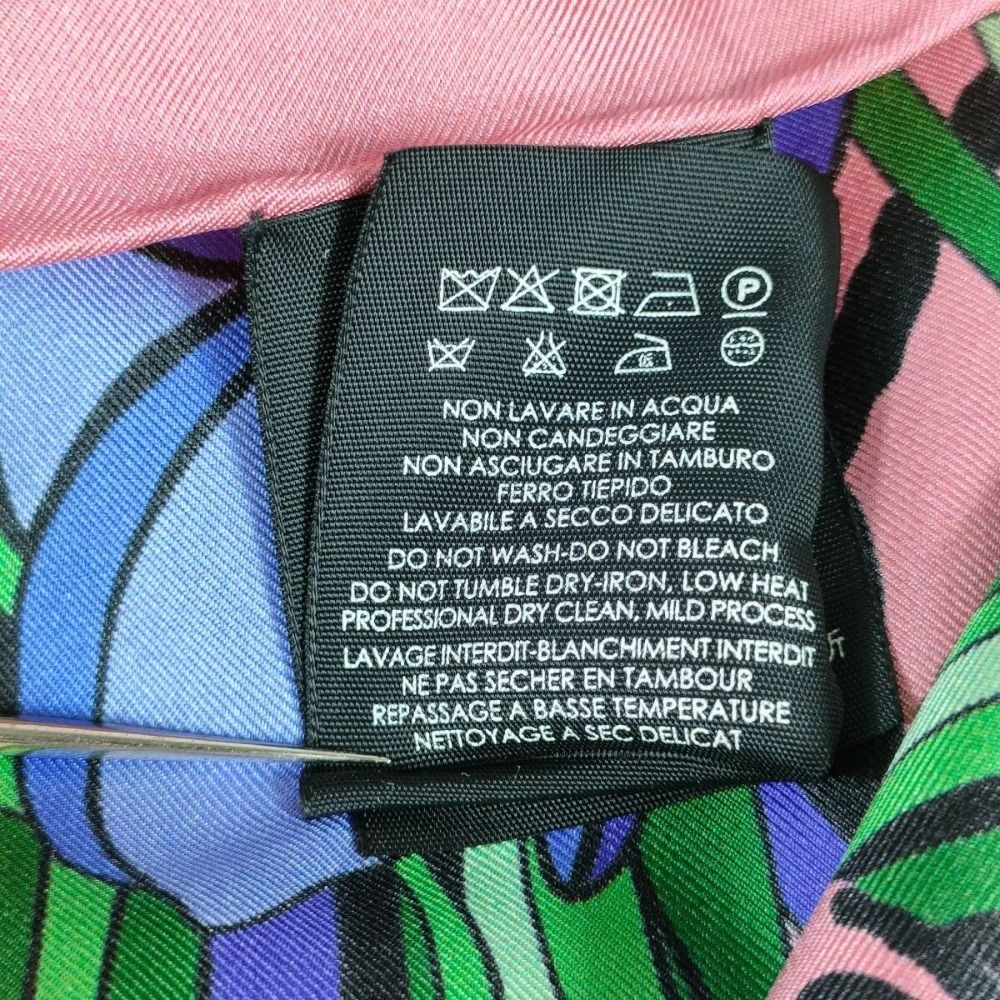 P
NON LAVARE IN ACQUA
NON CANDEGGIARE
NON ASCIUGARE IN TAMBURO
FERRO TIEPIDO
LAVABILE A SECCO DELICATO
DO NOT WASH-DO NOT BLEACH
DO NOT TUMBLE DRY-IRON, LOW HEAT
PROFESSIONAL DRY CLEAN, MILD PROCESS
LAVAGE INTERDIT-BLANCHIMENT INTERDIT
NE PAS SECHER EN TAMBOUR
REPASSAGE A BASSE TEMPERATURE
NETTOYAGE A SEC DELICAT